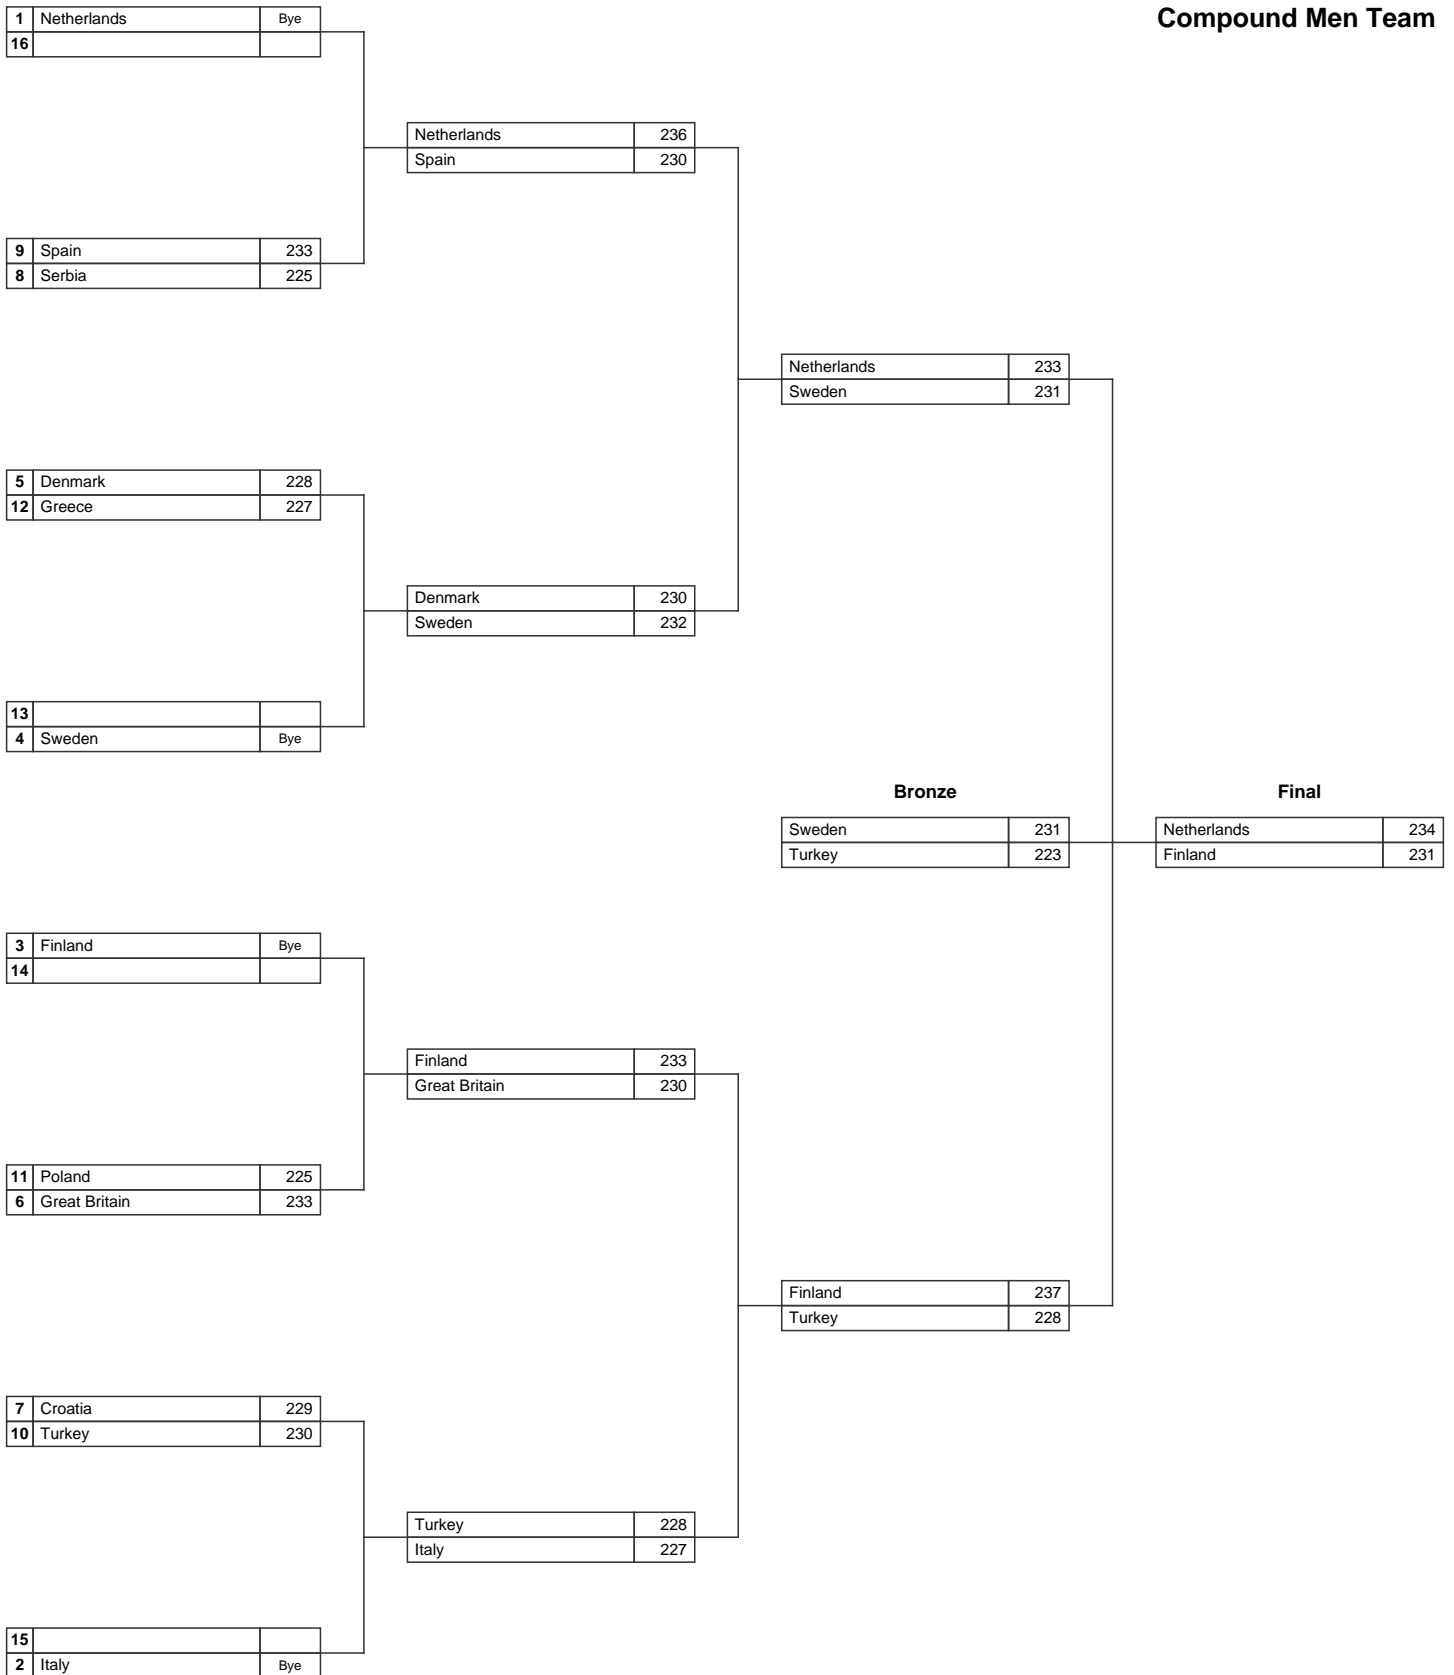 Compound Men Team
1 Netherlands Bye
16
Netherlands 236
Spain 230
9 Spain 233
8 Serbia 225
Netherlands 233
Sweden 231
5 Denmark 228
12 Greece 227
Denmark 230
Sweden 232
13
4 Sweden Bye
Bronze Final
Sweden 231 Netherlands 234
Turkey 223 Finland 231
3 Finland Bye
14
Finland 233
Great Britain 230
11 Poland 225
6 Great Britain 233
Finland 237
Turkey 228
7 Croatia 229
10 Turkey 230
Turkey 228
Italy 227
15
2 Italy Bye